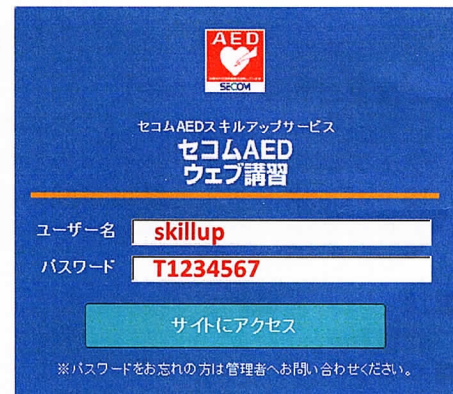 AED
SECOM
セコムAEDスキルアップサービス
セコムAED
ウェブ講習
ユーザー名 skillup
パスワード T1234567
サイトにアクセス
※パスワードをお忘れの方は管理者へお問い合わせください。